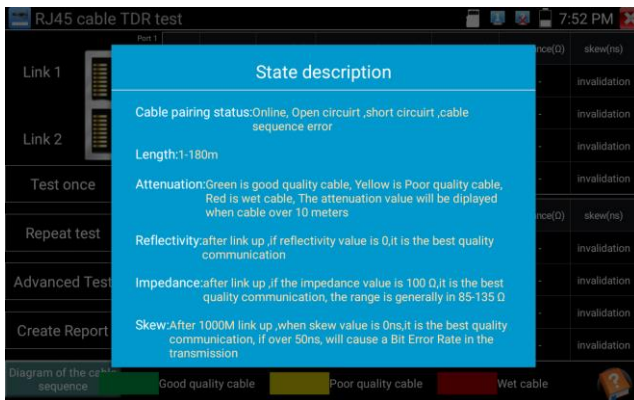 RJ45 cable TDR test
7:52 PM
Port 1
nce(Ω) skew(ns)
Link 1
- invalidation
- invalidation
Link 2
- invalidation
Test once
- invalidation
nce(Ω) skew(ns)
Repeat test
- invalidation
Advanced Test
- invalidation
- invalidation
Create Report
- invalidation
State description
Cable pairing status:Online, Open circuirt ,short circuirt ,cable
sequence error
Length:1-180m
Attenuation:Green is good quality cable, Yellow is Poor quality cable,
Red is wet cable, The attenuation value will be diplayed
when cable over 10 meters
Reflectivity:after link up ,if reflectivity value is 0,it is the best quality
communication
Impedance:after link up ,if the impedance value is 100 Ω,it is the best
quality communication, the range is generally in 85-135 Ω
Skew:After 1000M link up ,when skew value is 0ns,it is the best quality
communication, if over 50ns, will cause a Bit Error Rate in the
transmission
Diagram of the cable
sequence
Good quality cable
Poor quality cable
Wet cable